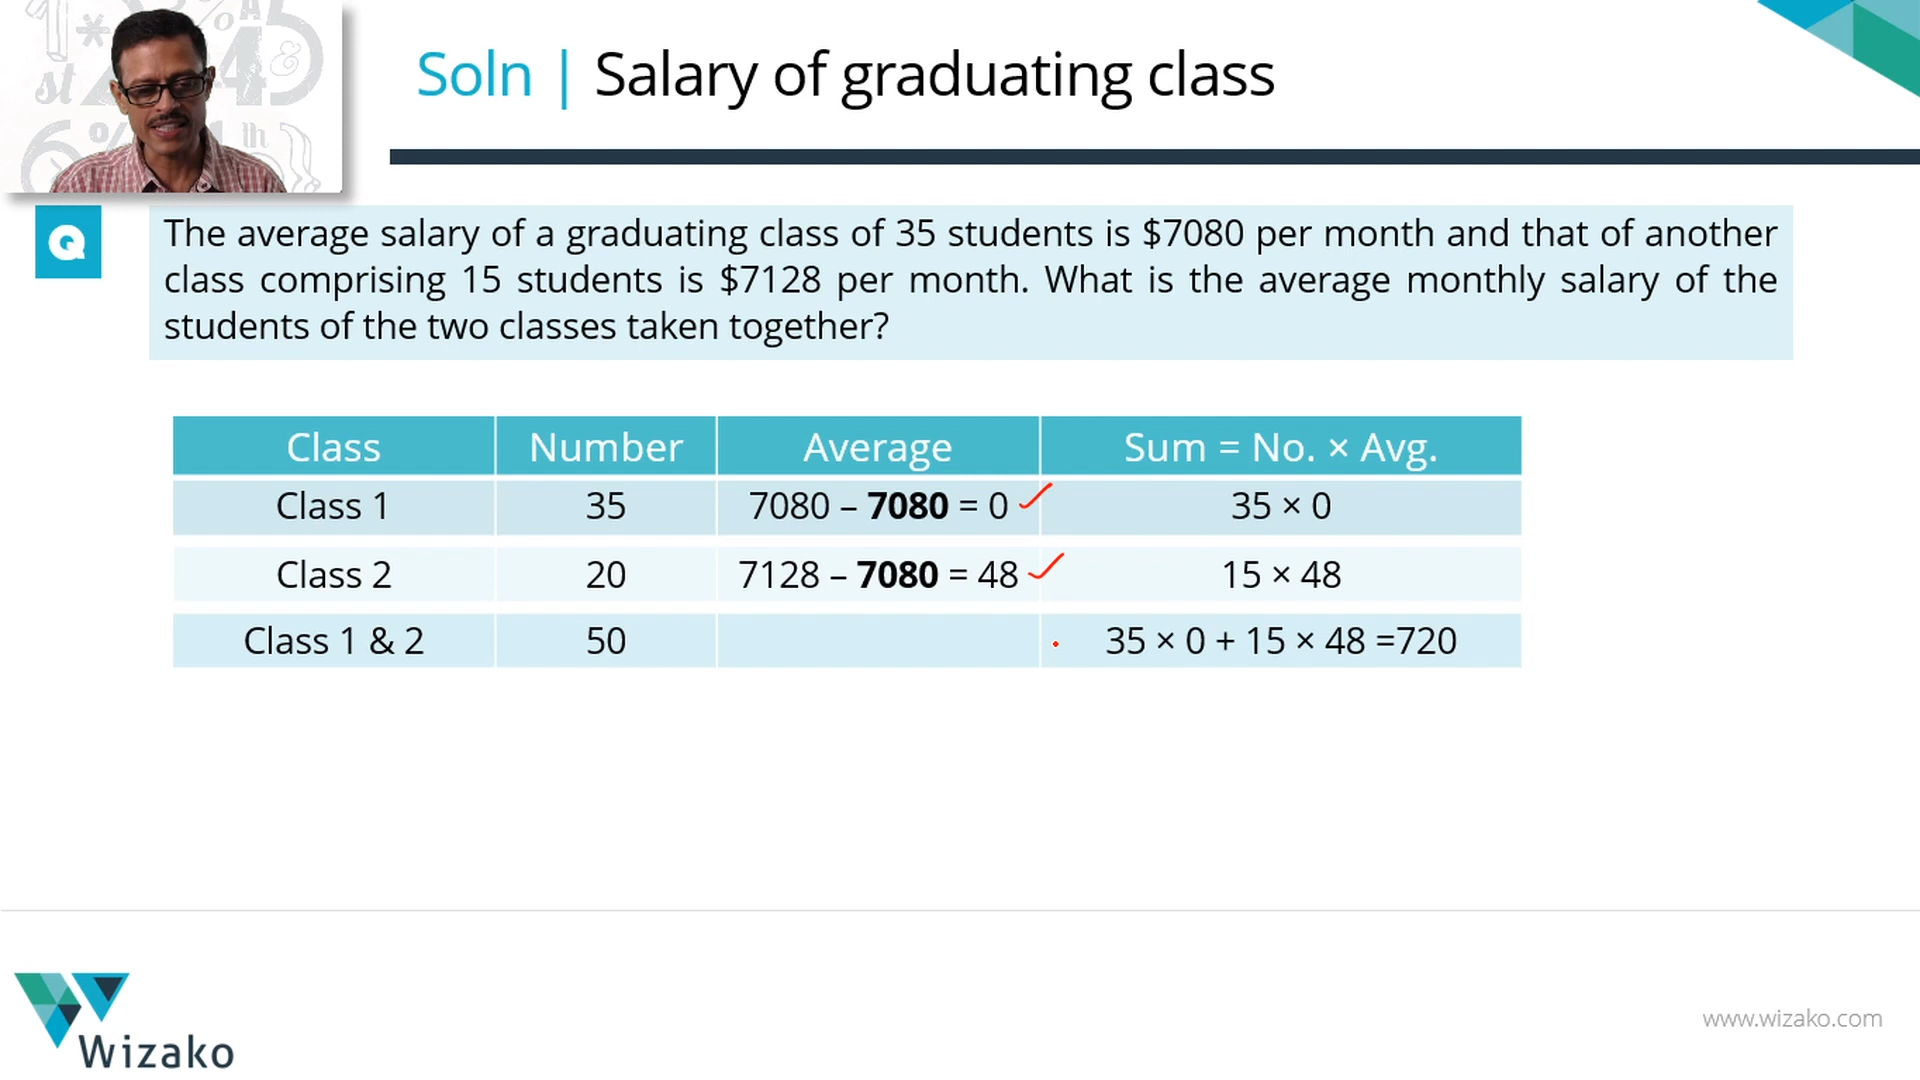 Soln | Salary of graduating class
Q
The average salary of a graduating class of 35 students is $7080 per month and that of another
class comprising 15 students is $7128 per month. What is the average monthly salary of the
students of the two classes taken together?
Class Number Average Sum = No. × Avg.
Class 1 35 7080 – 7080 = 0 35 × 0
Class 2 20 7128 – 7080 = 48 15 × 48
Class 1 & 2 50 35 × 0 + 15 × 48 =720
Wizako
www.wizako.com